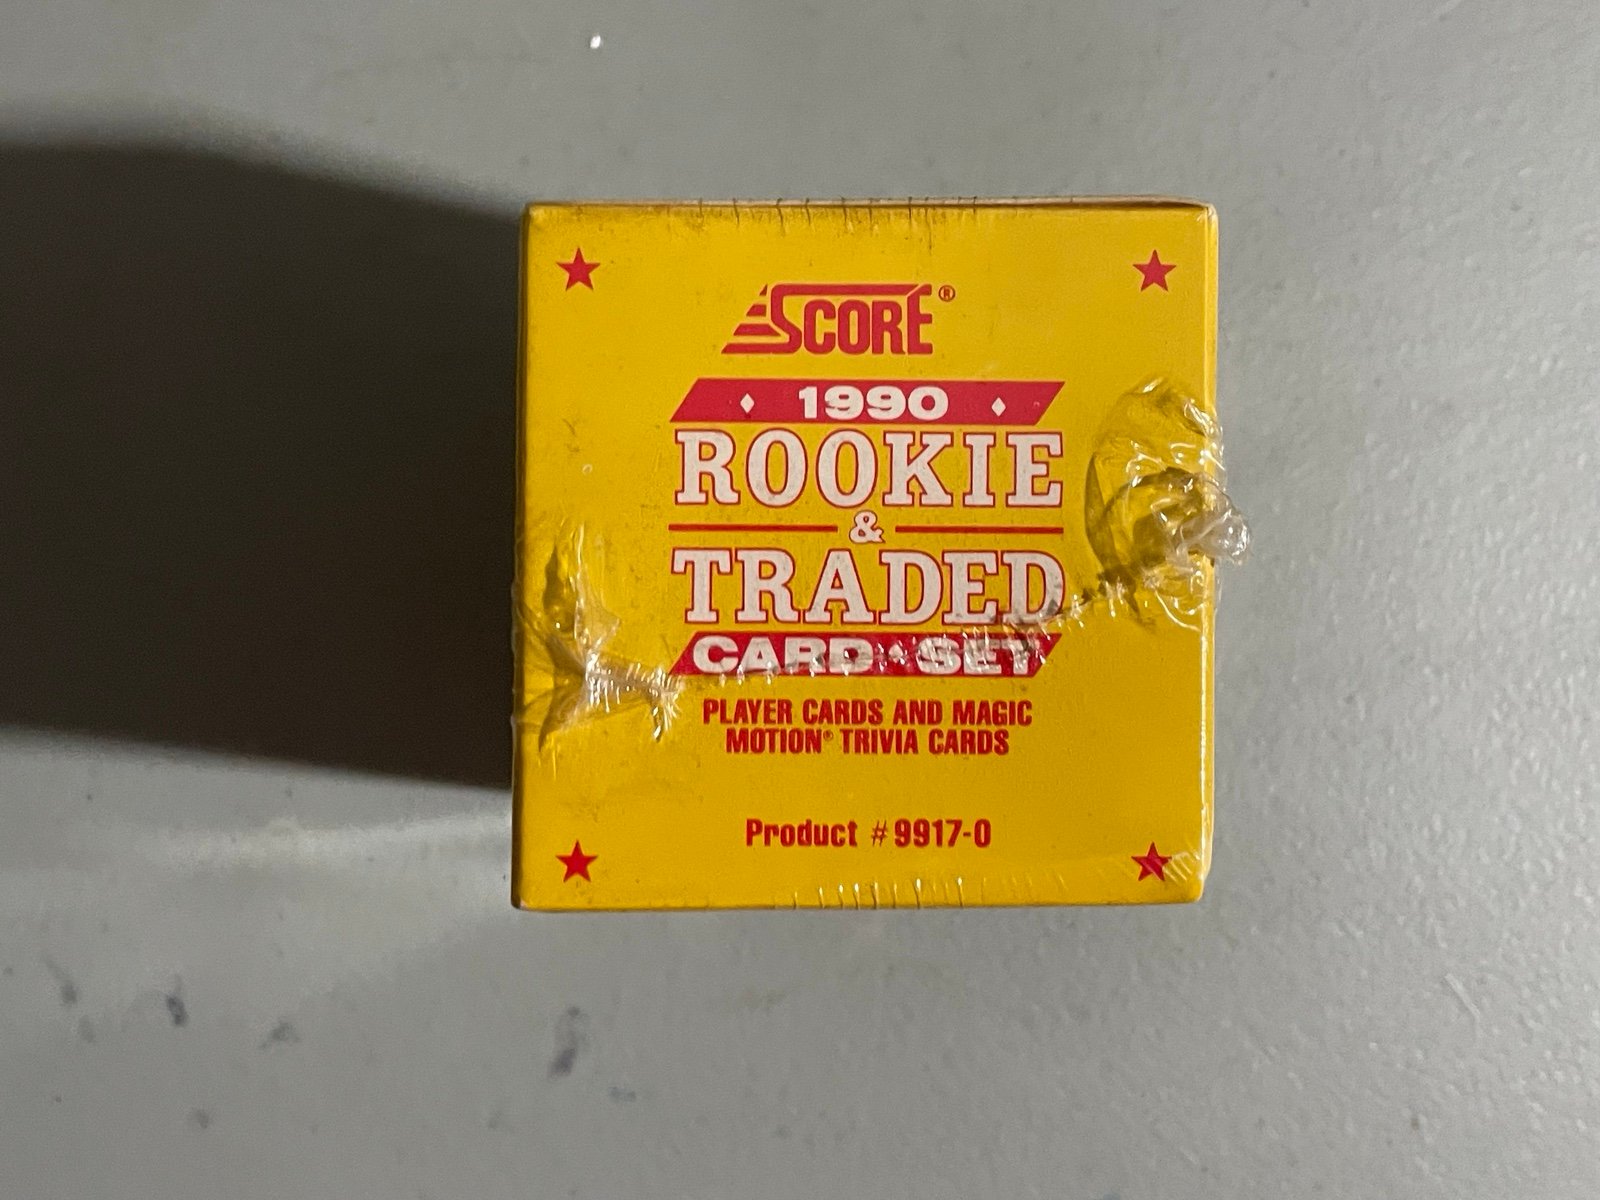 SCORE®
1990
ROOKIE
&
TRADED
CARD • SET
PLAYER CARDS AND MAGIC
MOTION® TRIVIA CARDS
Product #9917-0